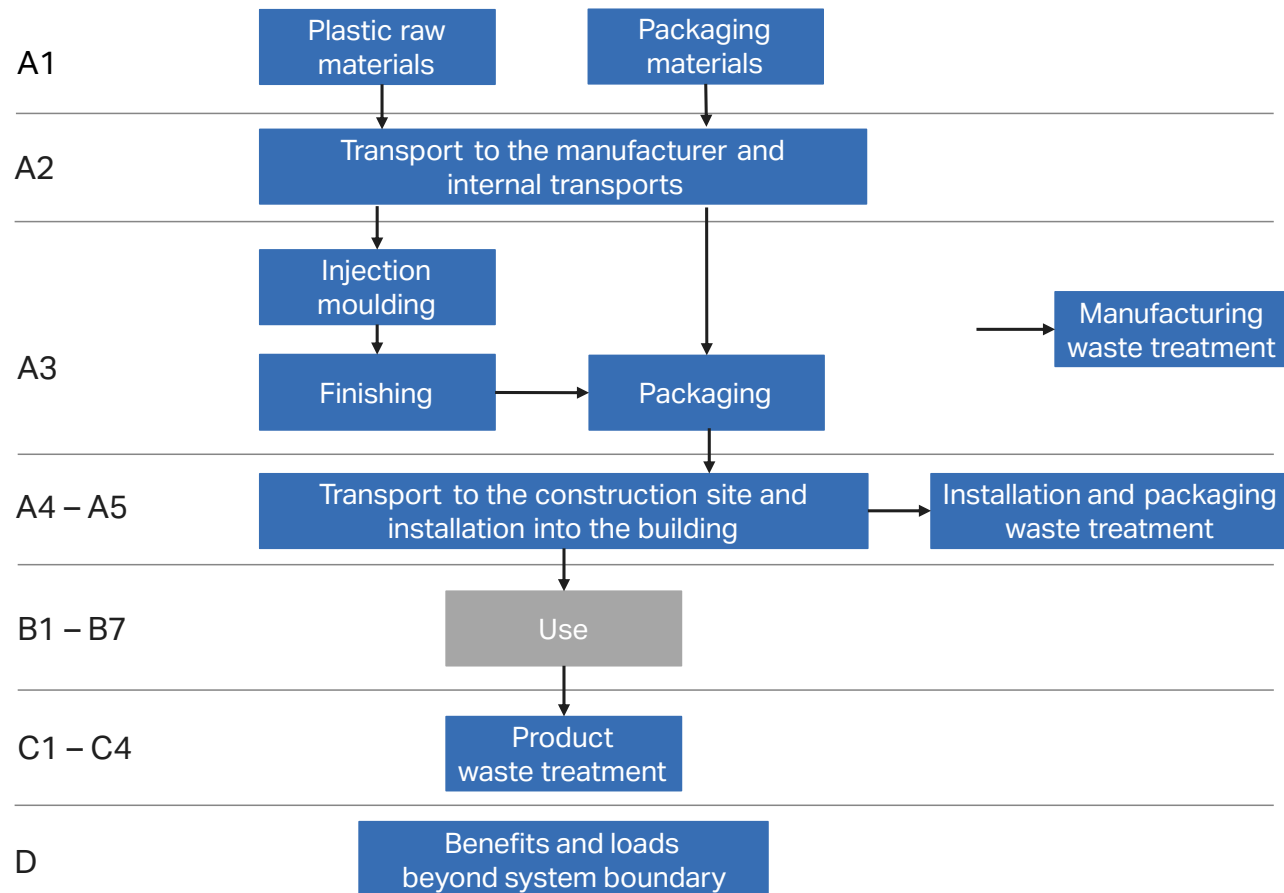 A1
Plastic raw
materials
Packaging
materials
A2
Transport to the manufacturer and
internal transports
A3
Injection
moulding
Manufacturing
waste treatment
Finishing
Packaging
A4 – A5
Transport to the construction site and
installation into the building
Installation and packaging
waste treatment
B1 – B7
Use
C1 – C4
Product
waste treatment
D
Benefits and loads
beyond system boundary